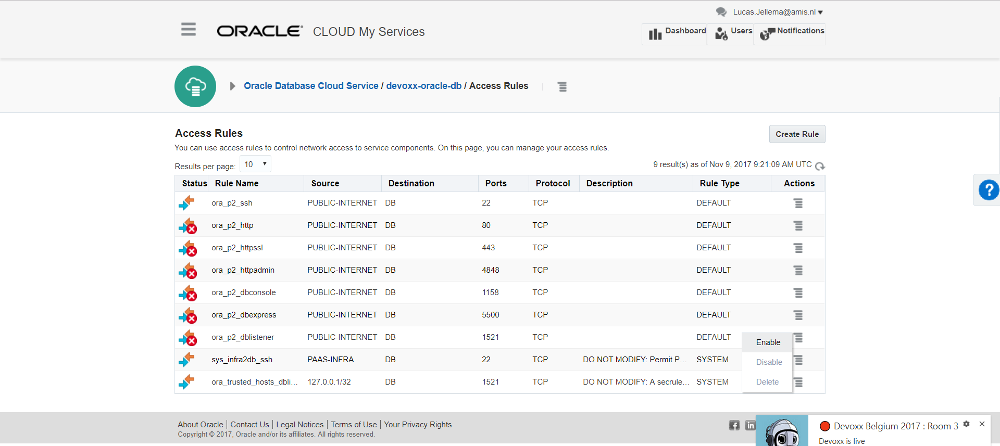 Lucas.Jellema@amis.nl
ORACLE CLOUD My Services
Dashboard Users Notifications
Oracle Database Cloud Service / devoxx-oracle-db / Access Rules
Access Rules
Create Rule
You can use access rules to control network access to service components. On this page, you can manage your access rules.
Results per page: 10
9 result(s) as of Nov 9, 2017 9:21:09 AM UTC
Status Rule Name Source Destination Ports Protocol Description Rule Type Actions
ora_p2_ssh PUBLIC-INTERNET DB 22 TCP DEFAULT
ora_p2_http PUBLIC-INTERNET DB 80 TCP DEFAULT
ora_p2_httpssl PUBLIC-INTERNET DB 443 TCP DEFAULT
ora_p2_httpadmin PUBLIC-INTERNET DB 4848 TCP DEFAULT
ora_p2_dbconsole PUBLIC-INTERNET DB 1158 TCP DEFAULT
ora_p2_dbexpress PUBLIC-INTERNET DB 5500 TCP DEFAULT
ora_p2_dblistener PUBLIC-INTERNET DB 1521 TCP DEFAULT
Enable
sys_infra2db_ssh PAAS-INFRA DB 22 TCP DO NOT MODIFY: Permit P... SYSTEM
Disable
ora_trusted_hosts_dbli... 127.0.0.1/32 DB 1521 TCP DO NOT MODIFY: A secrule... SYSTEM
Delete
?
About Oracle | Contact Us | Legal Notices | Terms of Use | Your Privacy Rights
Copyright © 2017, Oracle and/or its affiliates. All rights reserved.
f in
Devoxx Belgium 2017 : Room 3
Devoxx is live